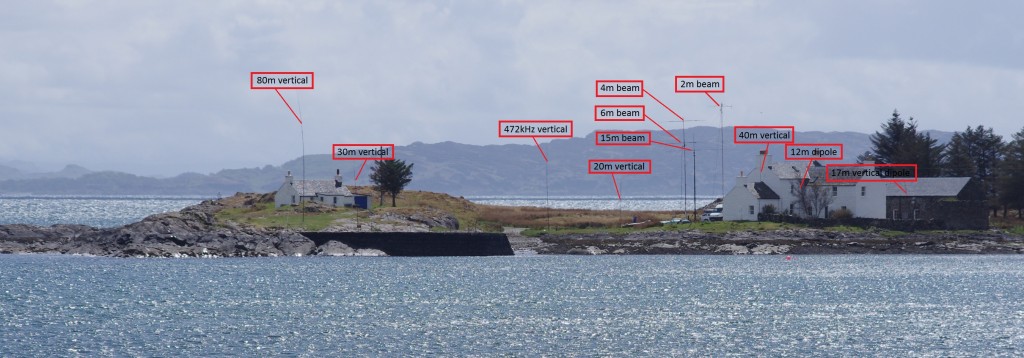 80m vertical
30m vertical
472kHz vertical
4m beam
6m beam
15m beam
20m vertical
2m beam
40m vertical
12m dipole
17m vertical dipole